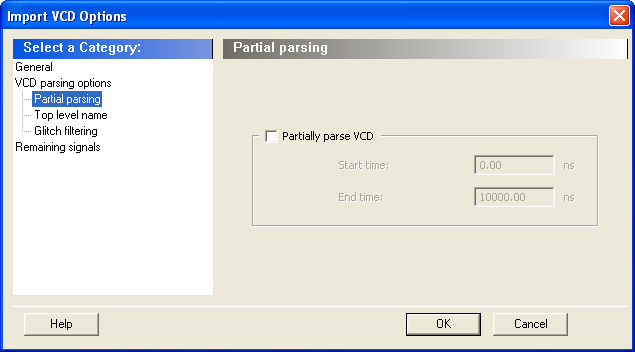 Import VCD Options
Select a Category:
General
VCD parsing options
Partial parsing
Top level name
Glitch filtering
Remaining signals
Partial parsing
Partially parse VCD
Start time: 0.00 ns
End time: 10000.00 ns
Help OK Cancel